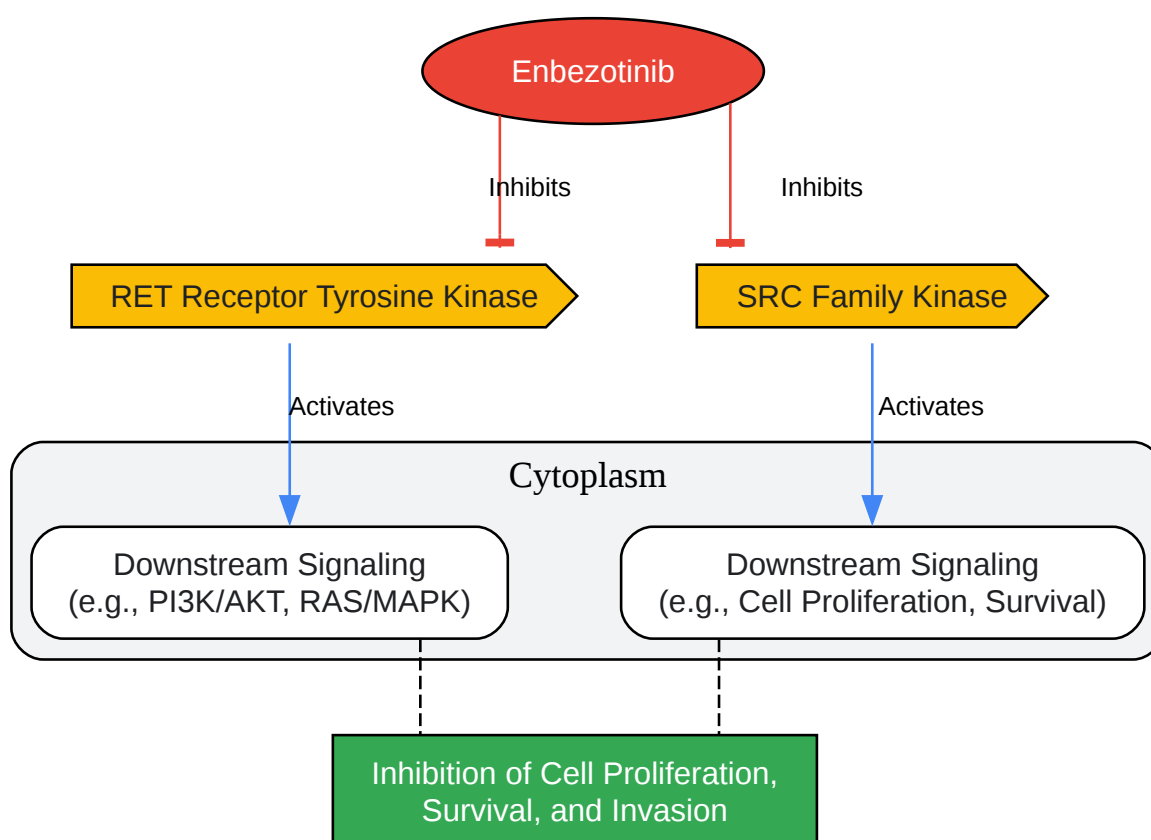 Enbezotinib
Inhibits
Inhibits
RET Receptor Tyrosine Kinase
SRC Family Kinase
Activates
Activates
Cytoplasm
Downstream Signaling
(e.g., PI3K/AKT, RAS/MAPK)
Downstream Signaling
(e.g., Cell Proliferation, Survival)
Inhibition of Cell Proliferation,
Survival, and Invasion